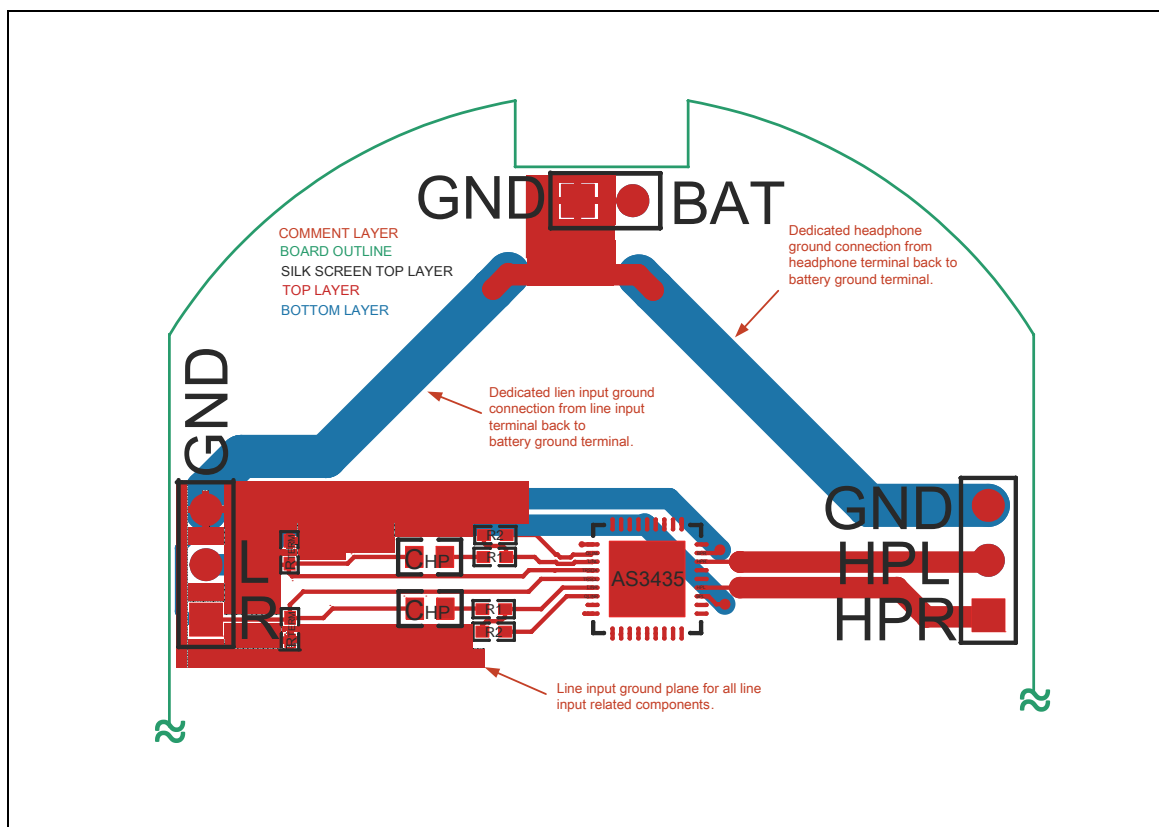 GND
BAT
COMMENT LAYER
BOARD OUTLINE
SILK SCREEN TOP LAYER
TOP LAYER
BOTTOM LAYER
Dedicated headphone
ground connection from
headphone terminal back to
battery ground terminal.
GND
Dedicated lien input ground
connection from line input
terminal back to
battery ground terminal.
L
R
CHP
CHP
R2
R1
R1
R2
AS3435
GND
HPL
HPR
Line input ground plane for all line
input related components.